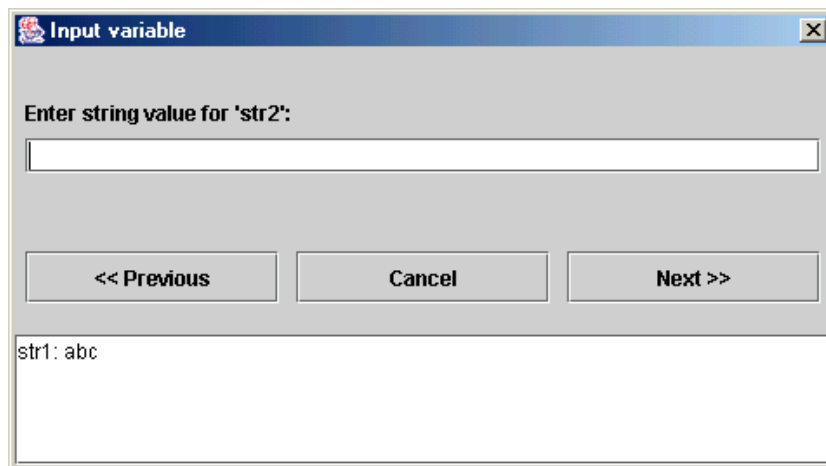 Input variable
Enter string value for 'str2':
<< Previous
Cancel
Next >>
str1: abc